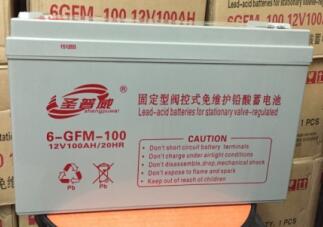 6GFM-100 12V100AH
圣普威
shengpuwei
固定型阀控式免维护铅酸蓄电池
Lead-acid batteries for stationary valve-regulated
6-GFM-100
12V100AH/20HR
Pb
Pb
CAUTION
Don't short circuit battery terminals
Don't charge under airtight conditions
Don't disassemble,drop,mechanical shock
Don't expose to flame and spark
Keep out of reach of children
1 PCS